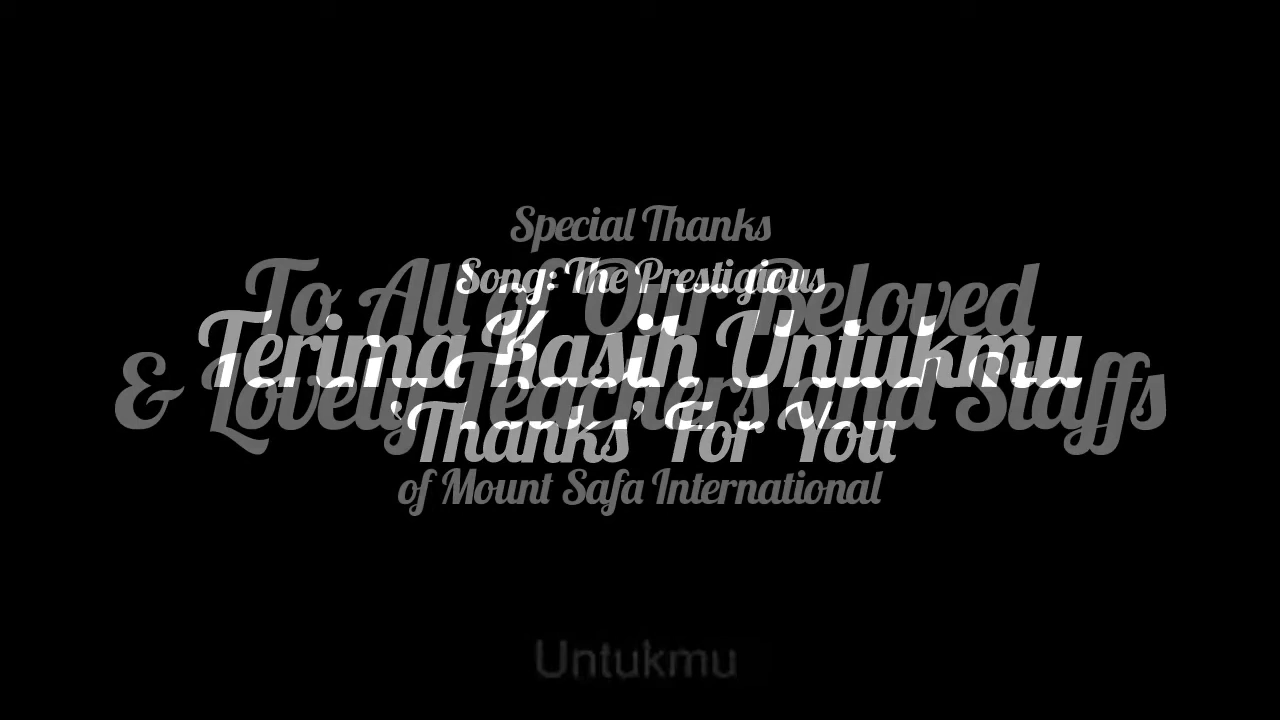 Special Thanks
To All of Our Beloved
& Lovely Teachers and Staffs
of Mount Safa International
Song: The Prestigious
Terima Kasih Untukmu
'Thanks' For You
Untukmu